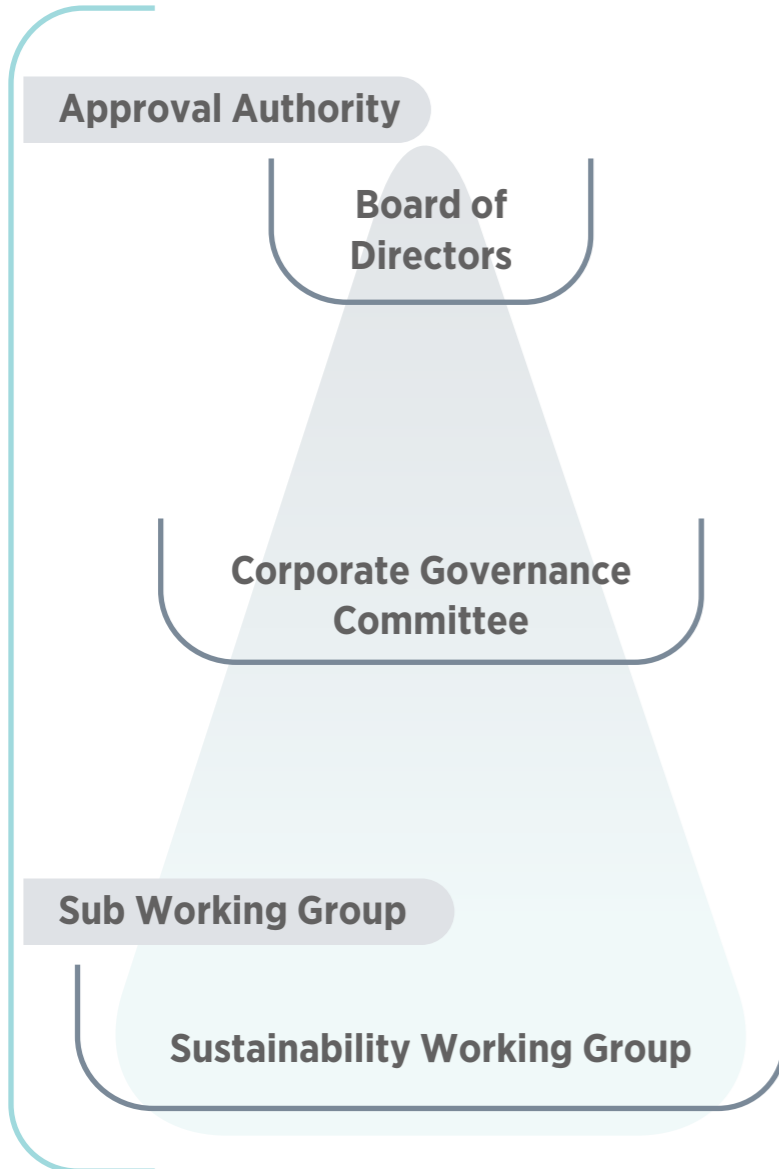 Approval Authority
Board of
Directors
Corporate Governance
Committee
Sub Working Group
Sustainability Working Group